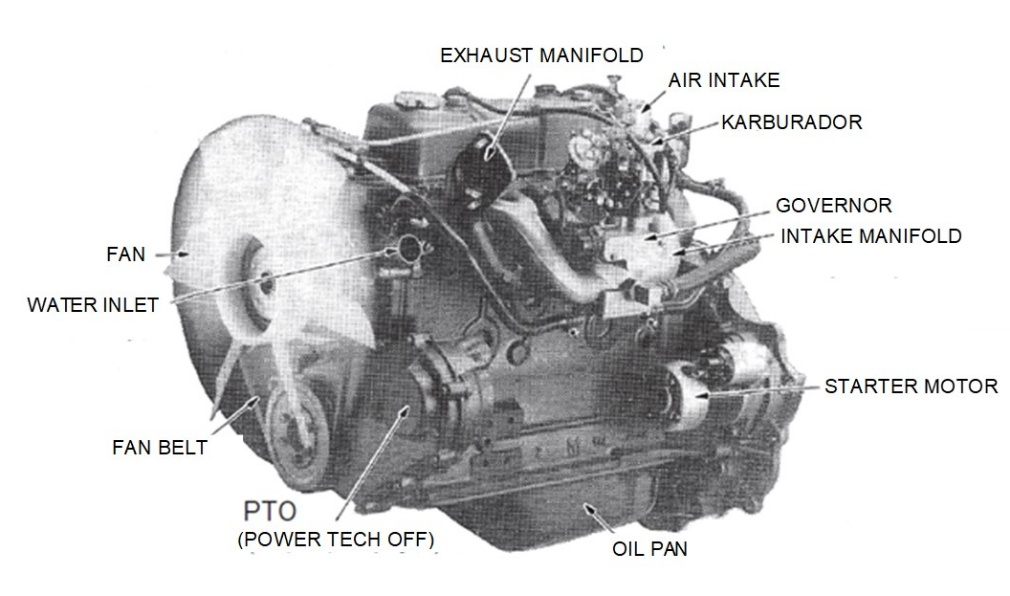 EXHAUST MANIFOLD
AIR INTAKE
KARBURADOR
GOVERNOR
INTAKE MANIFOLD
FAN
WATER INLET
STARTER MOTOR
FAN BELT
PTO
(POWER TECH OFF)
OIL PAN